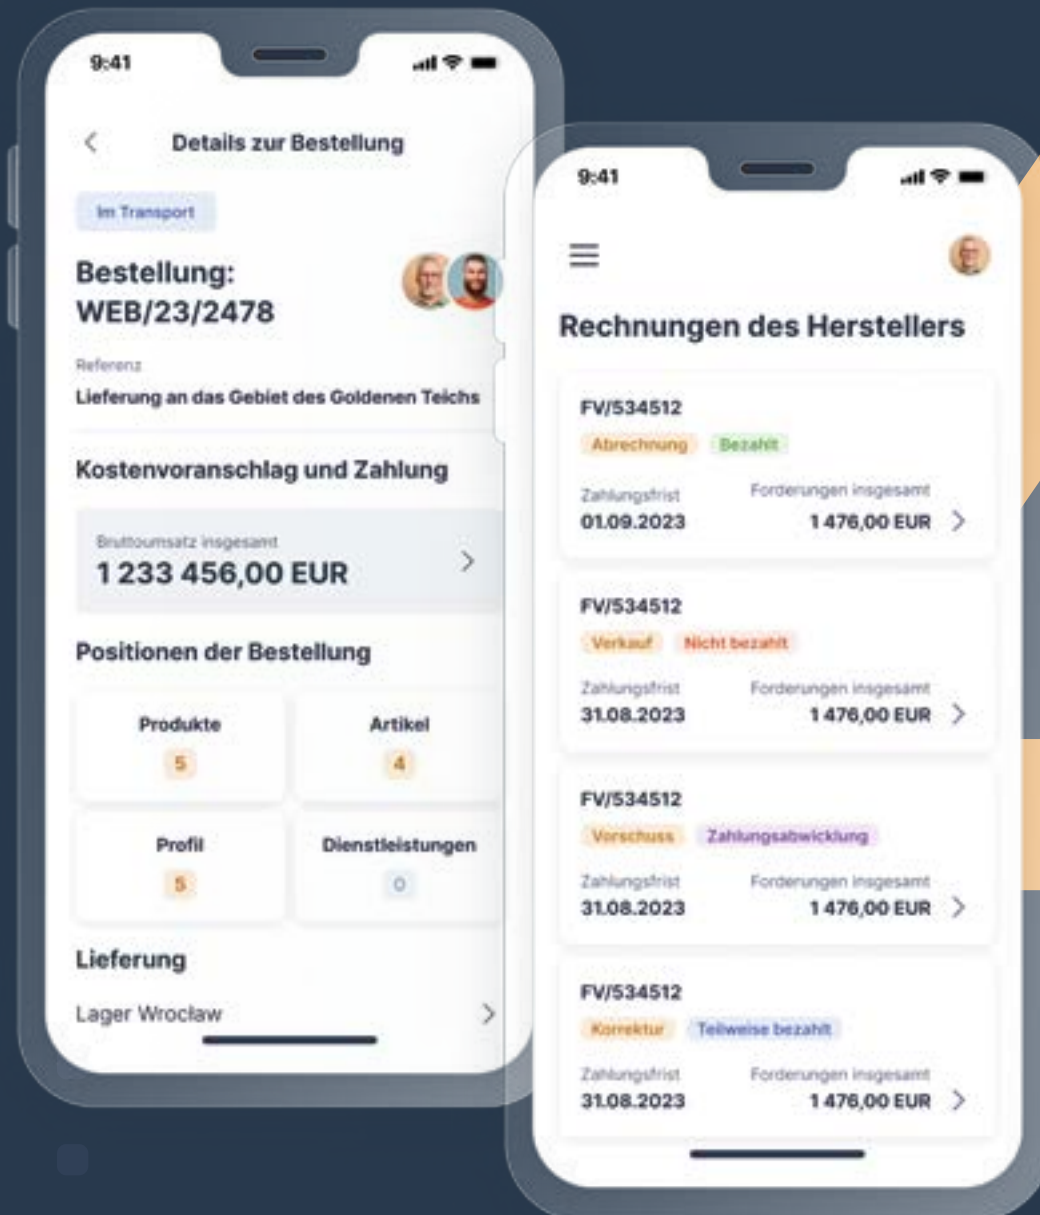 9:41
Details zur Bestellung
Im Transport
Bestellung:
WEB/23/2478
Referenz
Lieferung an das Gebiet des Goldenen Teichs
Kostenvoranschlag und Zahlung
Bruttoumsatz insgesamt
1 233 456,00 EUR
Positionen der Bestellung
Produkte
5
Artikel
4
Profil
5
Dienstleistungen
0
Lieferung
Lager Wrocław
9:41
Rechnungen des Herstellers
FV/534512
Abrechnung Bezahlt
Zahlungsfrist Forderungen insgesamt
01.09.2023 1 476,00 EUR
FV/534512
Verkauf Nicht bezahlt
Zahlungsfrist Forderungen insgesamt
31.08.2023 1 476,00 EUR
FV/534512
Vorschuss Zahlungsabwicklung
Zahlungsfrist Forderungen insgesamt
31.08.2023 1 476,00 EUR
FV/534512
Korrektur Teilweise bezahlt
Zahlungsfrist Forderungen insgesamt
31.08.2023 1 476,00 EUR